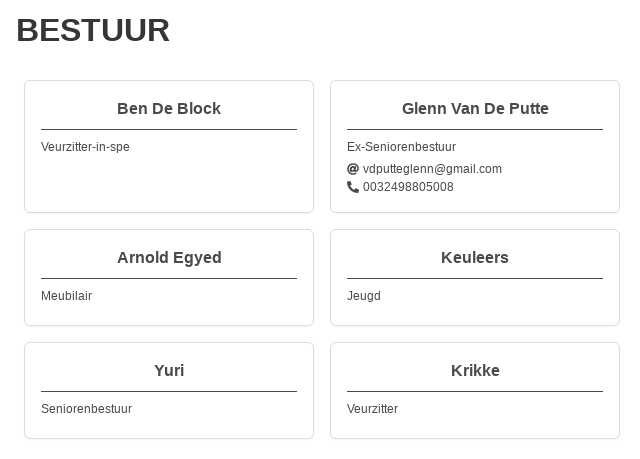 BESTUUR
Ben De Block
Veurzitter-in-spe
Glenn Van De Putte
Ex-Seniorenbestuur
vdputteglenn@gmail.com
0032498805008
Arnold Egyed
Meubilair
Keuleers
Jeugd
Yuri
Seniorenbestuur
Krikke
Veurzitter